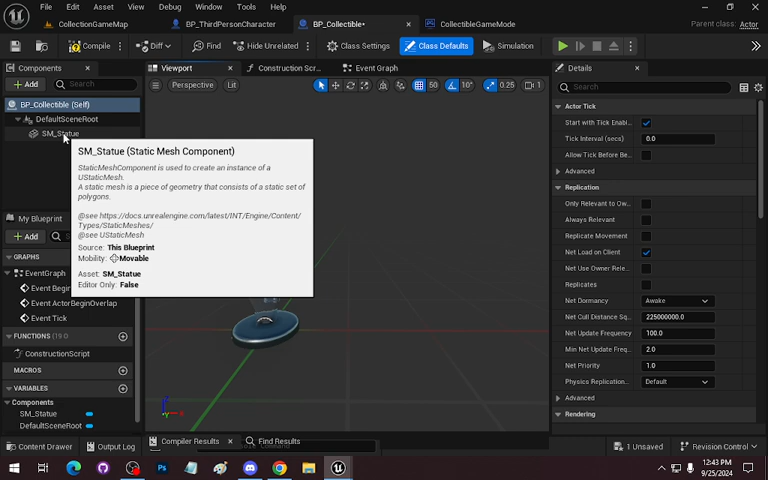 File Edit Asset View Debug Window Tools Help
CollectionGameMap BP_ThirdPersonCharacter BP_Collectible• CollectibleGameMode Parent class: Actor
Compile Diff Find Hide Unrelated Class Settings Class Defaults Simulation
Components
+ Add Search
BP_Collectible (Self)
DefaultSceneRoot
SM_Statue
SM_Statue (Static Mesh Component)
StaticMeshComponent is used to create an instance of a
UStaticMesh.
A static mesh is a piece of geometry that consists of a static set of
polygons.
@see https://docs.unrealengine.com/latest/INT/Engine/Content/
Types/StaticMeshes/
@see UStaticMesh
Source: This Blueprint
Mobility: Movable
Asset: SM_Statue
Editor Only: False
My Blueprint
+ Add
GRAPHS
EventGraph
Event Begin
Event ActorBeginOverlap
Event Tick
FUNCTIONS (19 O
ConstructionScript
MACROS
VARIABLES
Components
SM_Statue
DefaultSceneRoot
Viewport Construction Scr... Event Graph
Perspective Lit 50 10° 0.25 1
Compiler Results Find Results
Details
Search
Actor Tick
Start with Tick Enabl...
Tick Interval (secs) 0.0
Allow Tick Before Be...
Advanced
Replication
Only Relevant to Ow...
Always Relevant
Replicate Movement
Net Load on Client
Net Use Owner Rele...
Replicates
Net Dormancy Awake
Net Cull Distance Sq... 225000000.0
Net Update Frequency 100.0
Min Net Update Freq... 2.0
Net Priority 1.0
Physics Replication... Default
Advanced
Rendering
Content Drawer Output Log 1 Unsaved Revision Control
12:43 PM
9/25/2024